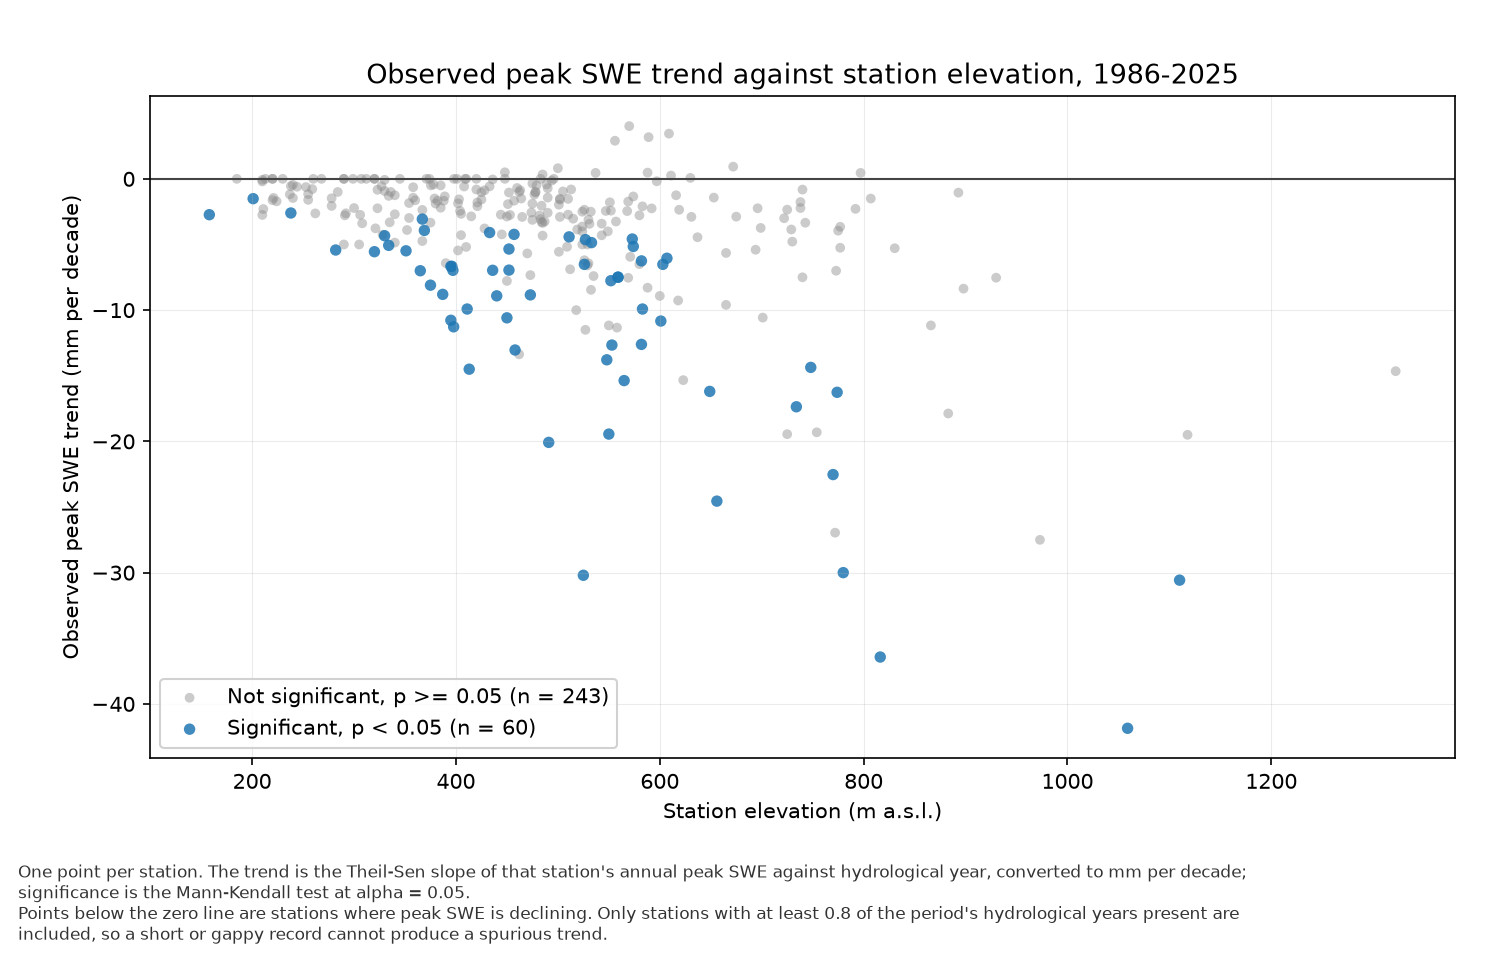 Observed peak SWE trend against station elevation, 1986-2025
Observed peak SWE trend (mm per decade)
0
−10
−20
−30
−40
Not significant, p >= 0.05 (n = 243)
Significant, p < 0.05 (n = 60)
200 400 600 800 1000 1200
Station elevation (m a.s.l.)
One point per station. The trend is the Theil-Sen slope of that station's annual peak SWE against hydrological year, converted to mm per decade;
significance is the Mann-Kendall test at alpha = 0.05.
Points below the zero line are stations where peak SWE is declining. Only stations with at least 0.8 of the period's hydrological years present are
included, so a short or gappy record cannot produce a spurious trend.